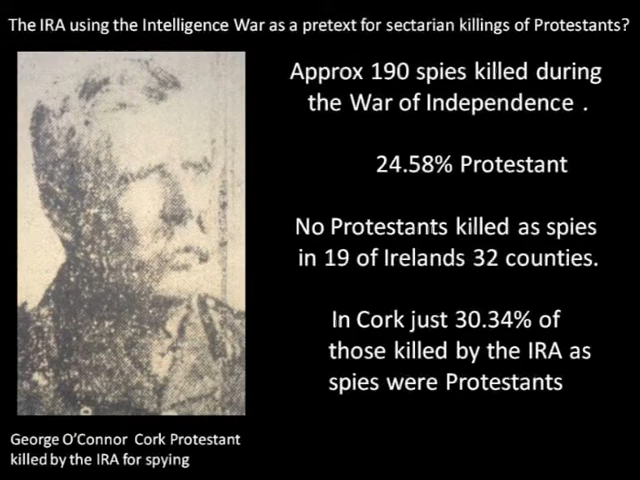 The IRA using the Intelligence War as a pretext for sectarian killings of Protestants?
Approx 190 spies killed during
the War of Independence .
24.58% Protestant
No Protestants killed as spies
in 19 of Irelands 32 counties.
In Cork just 30.34% of
those killed by the IRA as
spies were Protestants
George O’Connor Cork Protestant
killed by the IRA for spying